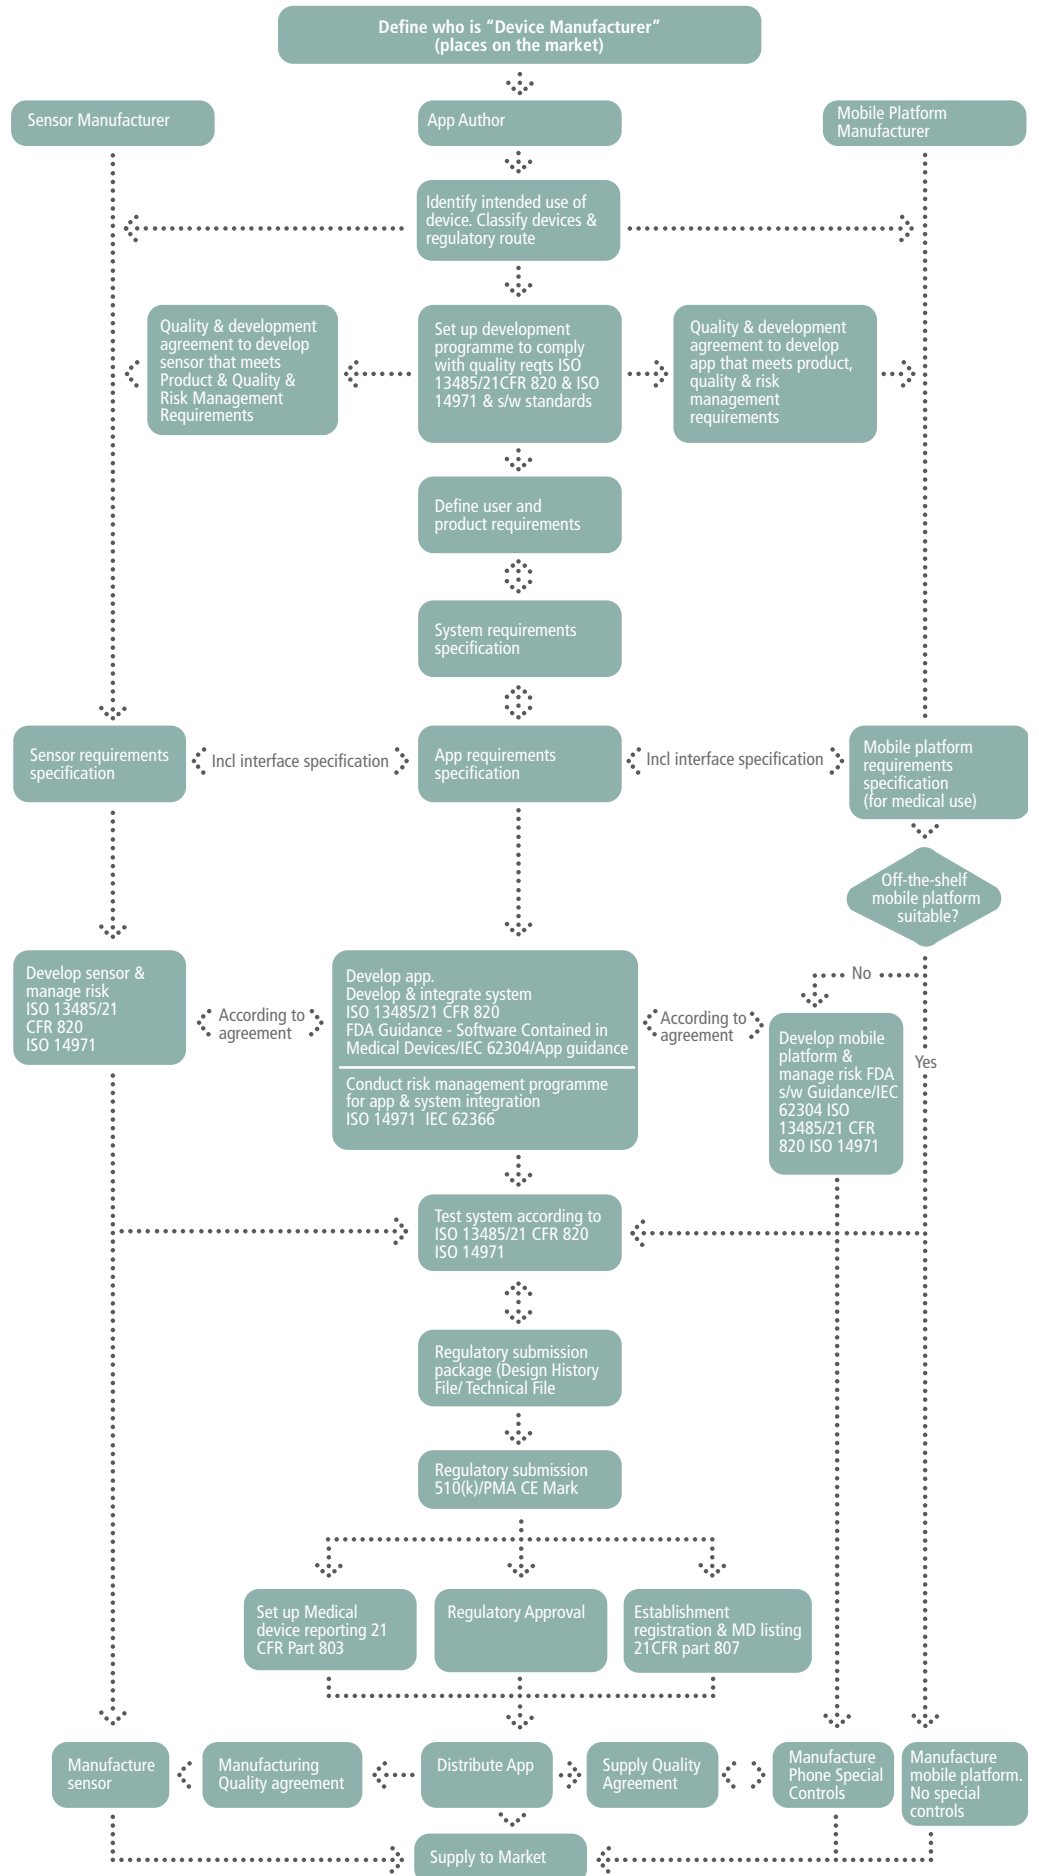 Define who is “Device Manufacturer”
(places on the market)
Sensor Manufacturer
App Author
Mobile Platform
Manufacturer
Identify intended use of
device. Classify devices &
regulatory route
Quality & development
agreement to develop
sensor that meets
Product & Quality &
Risk Management
Requirements
Set up development
programme to comply
with quality reqts ISO
13485/21CFR 820 & ISO
14971 & s/w standards
Quality & development
agreement to develop
app that meets product,
quality & risk
management
requirements
Define user and
product requirements
System requirements
specification
Sensor requirements
specification
Incl interface specification
App requirements
specification
Incl interface specification
Mobile platform
requirements
specification
(for medical use)
Off-the-shelf
mobile platform
suitable?
No
Yes
Develop sensor &
manage risk
ISO 13485/21
CFR 820
ISO 14971
According to
agreement
Develop app.
Develop & integrate system
ISO 13485/21 CFR 820
FDA Guidance - Software Contained in
Medical Devices/IEC 62304/App guidance
Conduct risk management programme
for app & system integration
ISO 14971 IEC 62366
According to
agreement
Develop mobile
platform &
manage risk FDA
s/w Guidance/IEC
62304 ISO
13485/21 CFR
820 ISO 14971
Test system according to
ISO 13485/21 CFR 820
ISO 14971
Regulatory submission
package (Design History
File/ Technical File
Regulatory submission
510(k)/PMA CE Mark
Set up Medical
device reporting 21
CFR Part 803
Regulatory Approval
Establishment
registration & MD listing
21CFR part 807
Manufacture
sensor
Manufacturing
Quality agreement
Distribute App
Supply Quality
Agreement
Manufacture
Phone Special
Controls
Manufacture
mobile platform.
No special
controls
Supply to Market